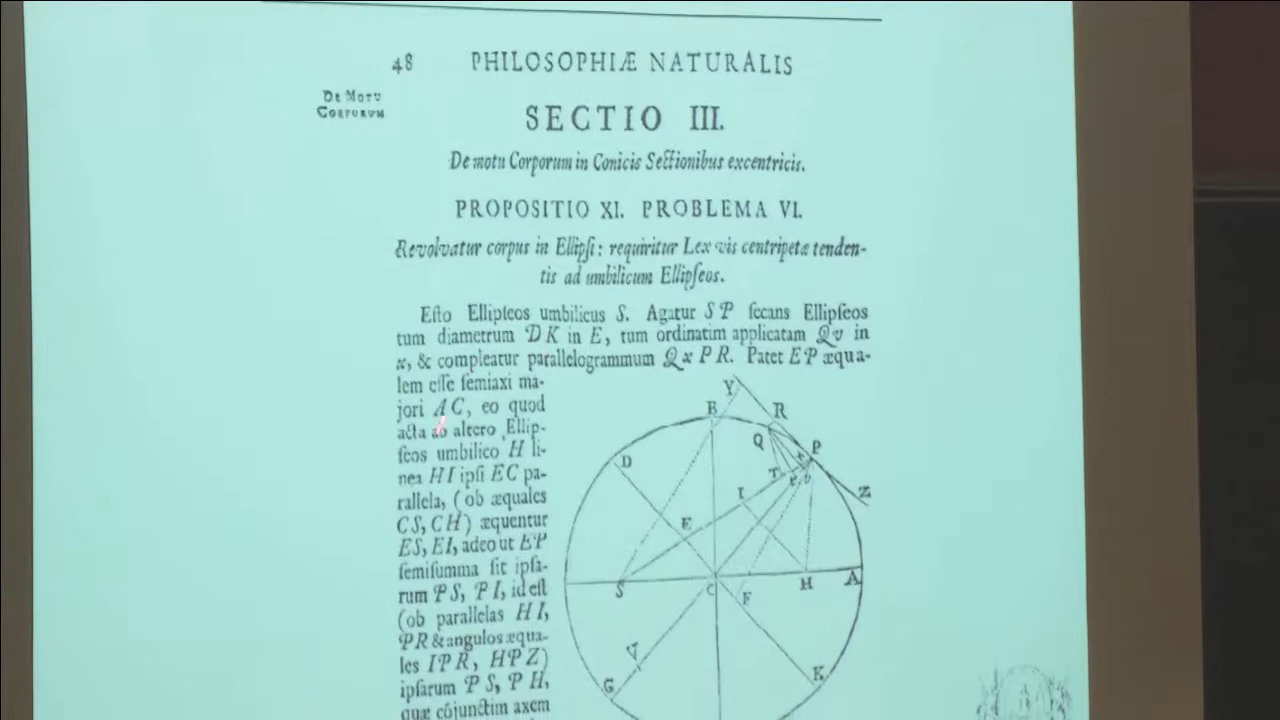 48 PHILOSOPHIÆ NATURALIS
DE MOTU
CORPORUM
SECTIO III.
De motu Corporum in Conicis Sectionibus excentricis.
PROPOSITIO XI. PROBLEMA VI.
Revolvatur corpus in Ellipſi: requiritur Lex vis centripetæ tenden-
tis ad umbilicum Ellipſeos.
Eſto Ellipſeos umbilicus S. Agatur SP ſecans Ellipſeos
tum diametrum DK in E, tum ordinatim applicatam Qv in
x, & compleatur parallelogrammum QxPR. Patet EP æqua-
lem eſſe ſemiaxi ma-
jori AC, eo quod
acta ab altero Ellip-
ſeos umbilico H li-
nea HI ipſi EC pa-
rallela, (ob æquales
CS, CH) æquentur
ES, EI, adeo ut EP
ſemiſumma ſit ipſa-
rum PS, PI, id eſt
(ob parallelas HI,
PR & angulos æqua-
les IPR, HPZ)
ipſarum PS, PH,
quæ cójunctim axem
Y
B
R
Q
P
D
T
x
v
I
Z
E
S
C
F
H
A
V
G
K